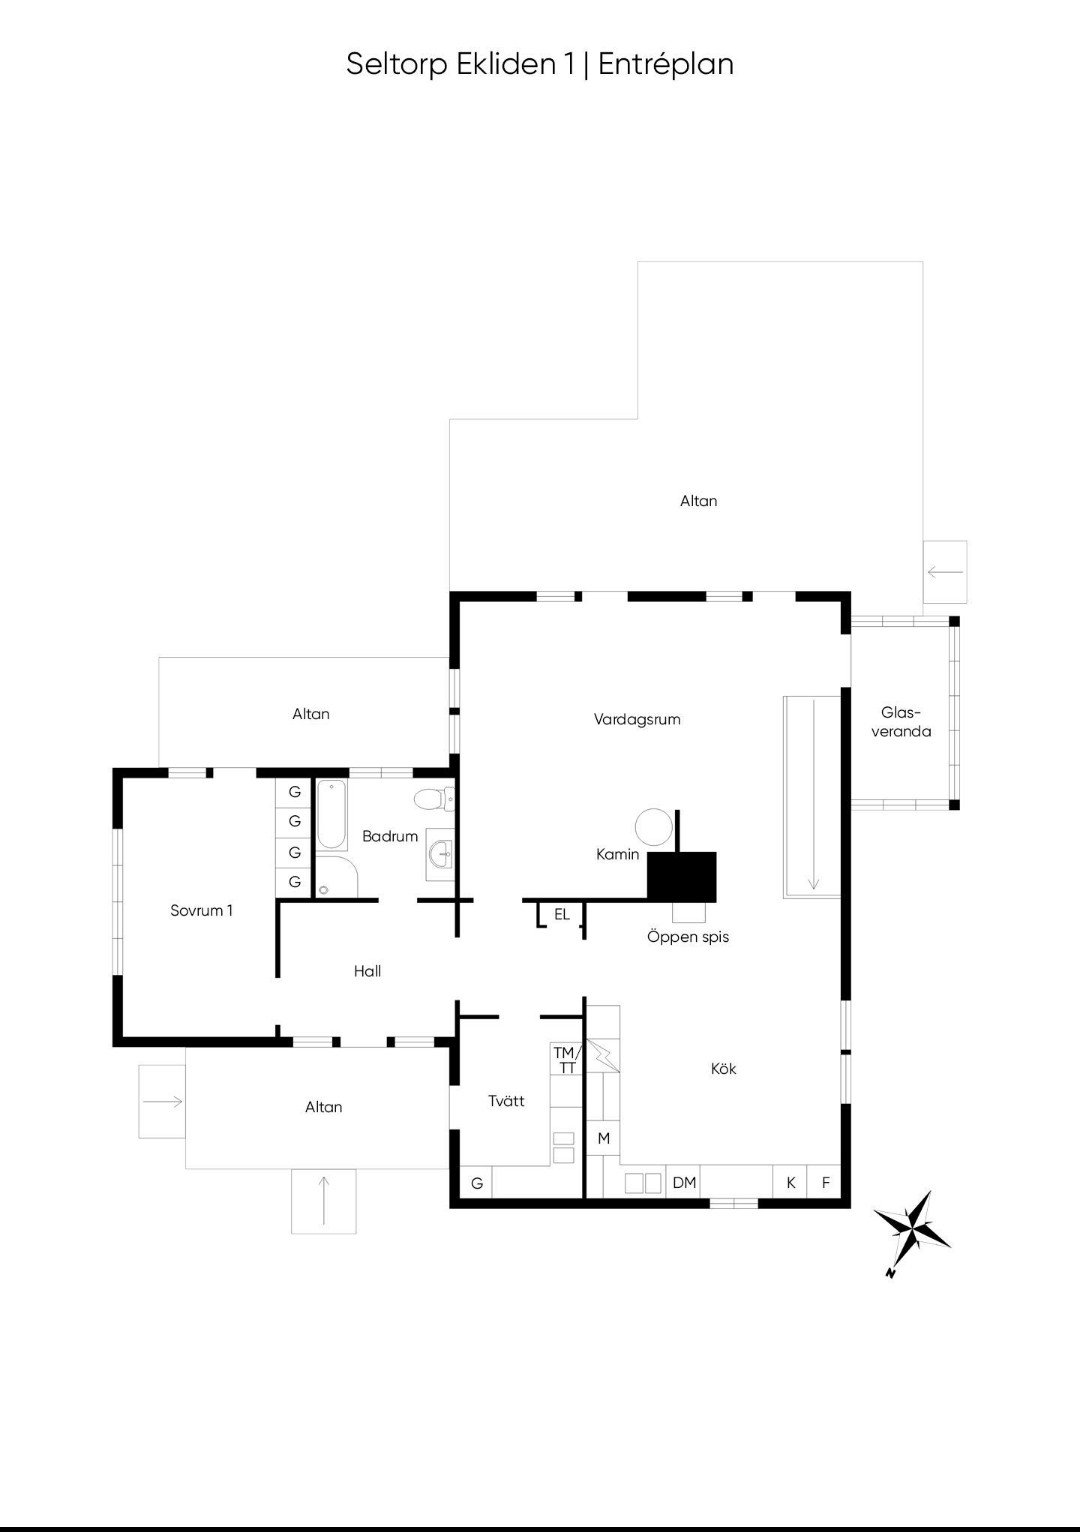 Seltorp Ekliden 1 | Entréplan
Altan
Altan
Vardagsrum
Glas-
veranda
G
G
G
G
Badrum
Kamin
Sovrum 1
EL
Öppen spis
Hall
TM/
TT
Kök
Tvätt
Altan
M
G
DM
K
F
N